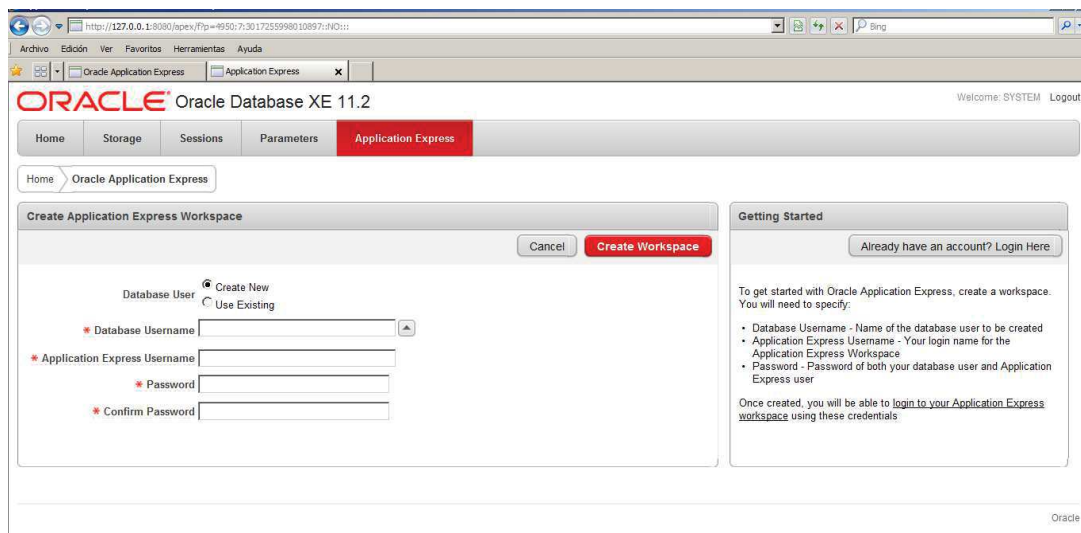 http://127.0.0.1:8080/apex/f?p=4950:7:3017255998010897::NO:::
Bing
Archivo Edición Ver Favoritos Herramientas Ayuda
Oracle Application Express
Application Express
ORACLE Oracle Database XE 11.2
Welcome: SYSTEM Logout
Home Storage Sessions Parameters Application Express
Home Oracle Application Express
Create Application Express Workspace
Cancel Create Workspace
Database User
Create New
Use Existing
* Database Username
* Application Express Username
* Password
* Confirm Password
Getting Started
Already have an account? Login Here
To get started with Oracle Application Express, create a workspace.
You will need to specify:
• Database Username - Name of the database user to be created
• Application Express Username - Your login name for the
Application Express Workspace
• Password - Password of both your database user and Application
Express user
Once created, you will be able to login to your Application Express
workspace using these credentials
Oracle